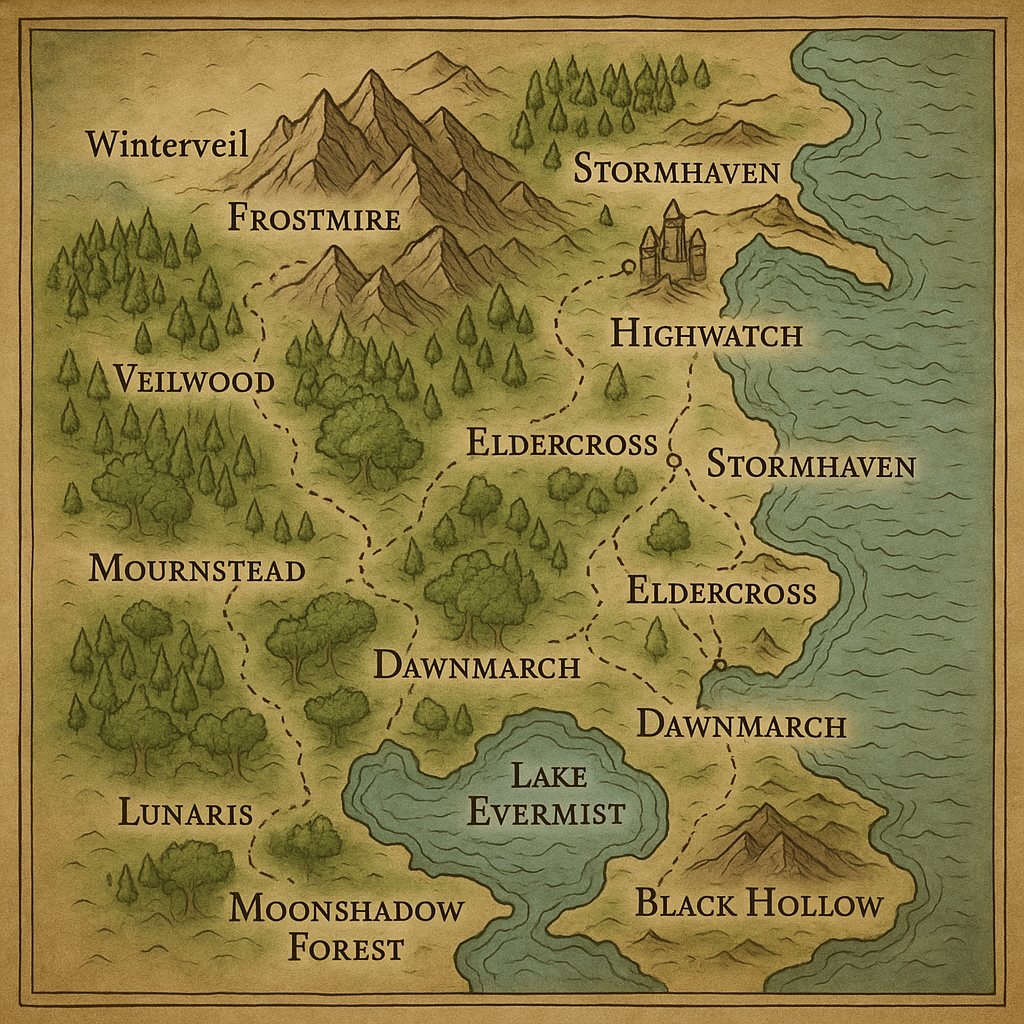 Winterveil
Stormhaven
Frostmire
Highwatch
Veilwood
Eldercross
Stormhaven
Mournstead
Eldercross
Dawnmarch
Dawnmarch
Lake
Evermist
Lunaris
Black Hollow
Moonshadow
Forest